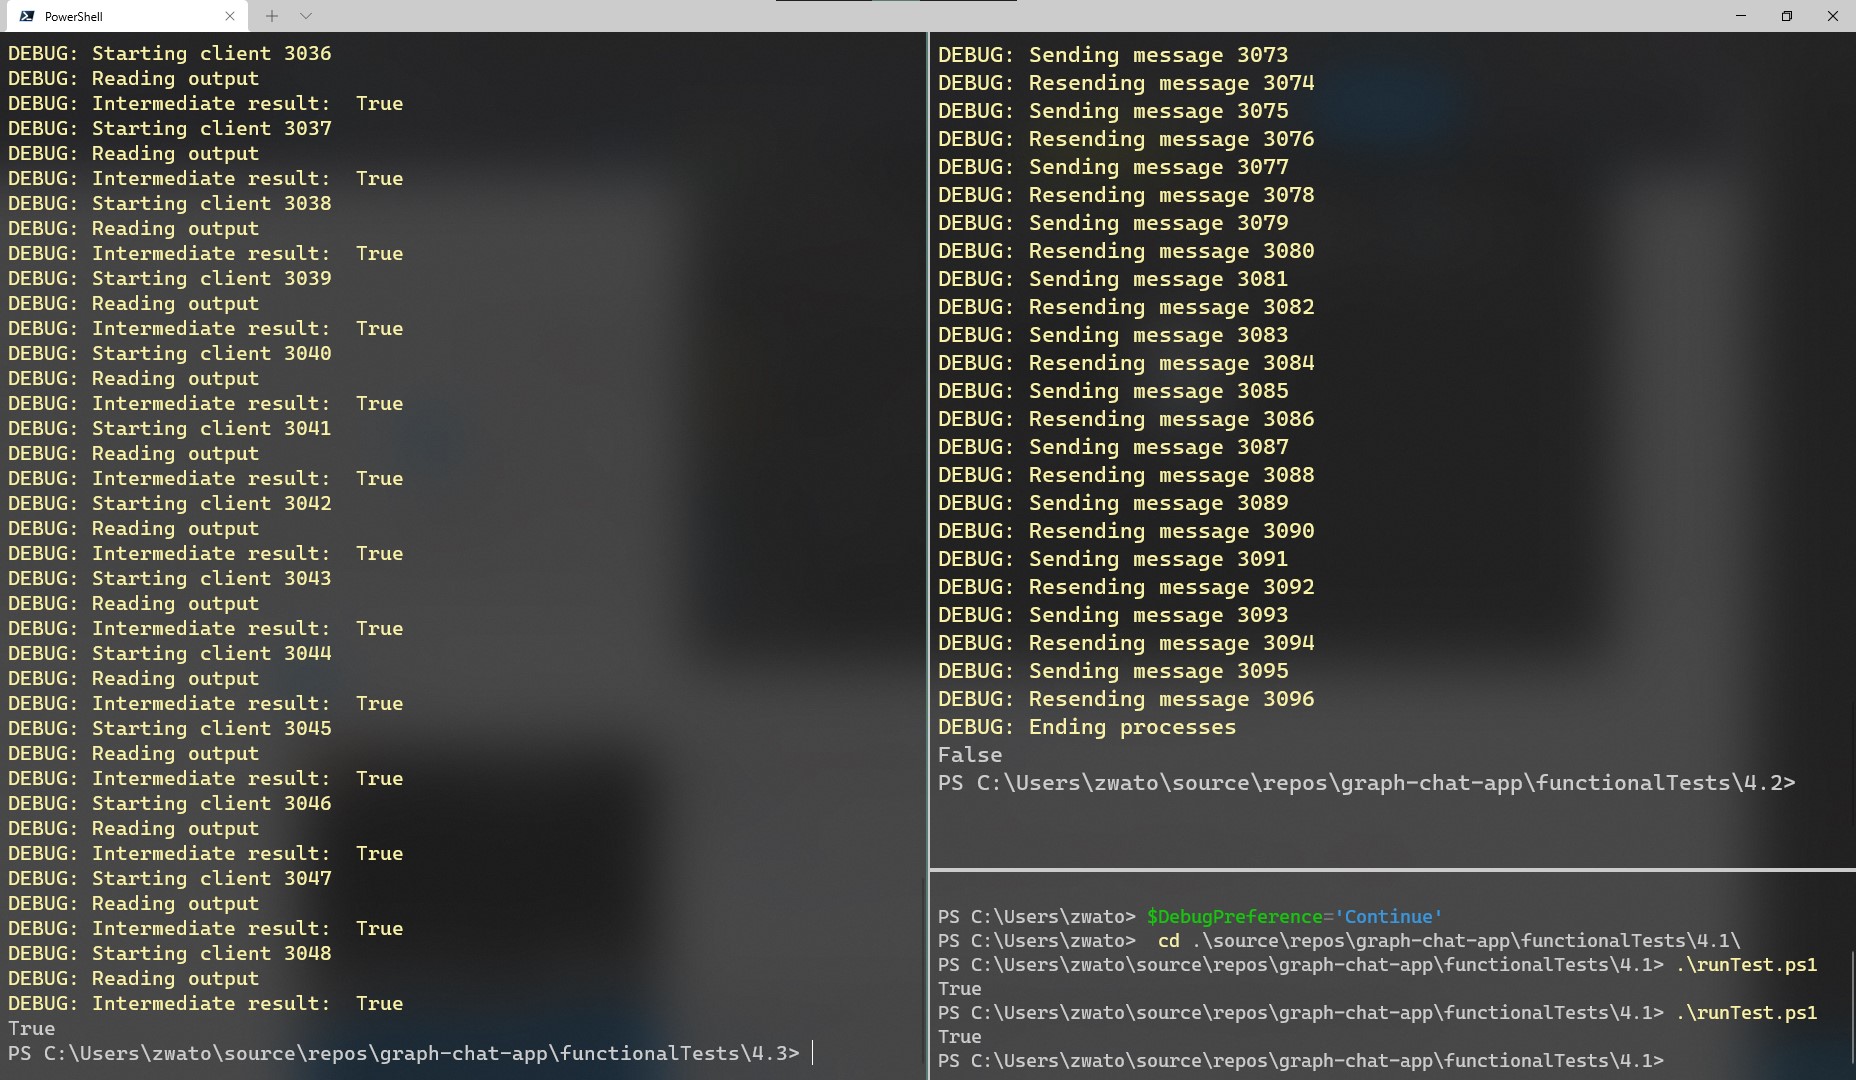 PowerShell
DEBUG: Starting client 3036
DEBUG: Reading output
DEBUG: Intermediate result:  True
DEBUG: Starting client 3037
DEBUG: Reading output
DEBUG: Intermediate result:  True
DEBUG: Starting client 3038
DEBUG: Reading output
DEBUG: Intermediate result:  True
DEBUG: Starting client 3039
DEBUG: Reading output
DEBUG: Intermediate result:  True
DEBUG: Starting client 3040
DEBUG: Reading output
DEBUG: Intermediate result:  True
DEBUG: Starting client 3041
DEBUG: Reading output
DEBUG: Intermediate result:  True
DEBUG: Starting client 3042
DEBUG: Reading output
DEBUG: Intermediate result:  True
DEBUG: Starting client 3043
DEBUG: Reading output
DEBUG: Intermediate result:  True
DEBUG: Starting client 3044
DEBUG: Reading output
DEBUG: Intermediate result:  True
DEBUG: Starting client 3045
DEBUG: Reading output
DEBUG: Intermediate result:  True
DEBUG: Starting client 3046
DEBUG: Reading output
DEBUG: Intermediate result:  True
DEBUG: Starting client 3047
DEBUG: Reading output
DEBUG: Intermediate result:  True
DEBUG: Starting client 3048
DEBUG: Reading output
DEBUG: Intermediate result:  True
True
PS C:\Users\zwato\source\repos\graph-chat-app\functionalTests\4.3>
DEBUG: Sending message 3073
DEBUG: Resending message 3074
DEBUG: Sending message 3075
DEBUG: Resending message 3076
DEBUG: Sending message 3077
DEBUG: Resending message 3078
DEBUG: Sending message 3079
DEBUG: Resending message 3080
DEBUG: Sending message 3081
DEBUG: Resending message 3082
DEBUG: Sending message 3083
DEBUG: Resending message 3084
DEBUG: Sending message 3085
DEBUG: Resending message 3086
DEBUG: Sending message 3087
DEBUG: Resending message 3088
DEBUG: Sending message 3089
DEBUG: Resending message 3090
DEBUG: Sending message 3091
DEBUG: Resending message 3092
DEBUG: Sending message 3093
DEBUG: Resending message 3094
DEBUG: Sending message 3095
DEBUG: Resending message 3096
DEBUG: Ending processes
False
PS C:\Users\zwato\source\repos\graph-chat-app\functionalTests\4.2>
PS C:\Users\zwato> $DebugPreference='Continue'
PS C:\Users\zwato>  cd .\source\repos\graph-chat-app\functionalTests\4.1\
PS C:\Users\zwato\source\repos\graph-chat-app\functionalTests\4.1> .\runTest.ps1
True
PS C:\Users\zwato\source\repos\graph-chat-app\functionalTests\4.1> .\runTest.ps1
True
PS C:\Users\zwato\source\repos\graph-chat-app\functionalTests\4.1>